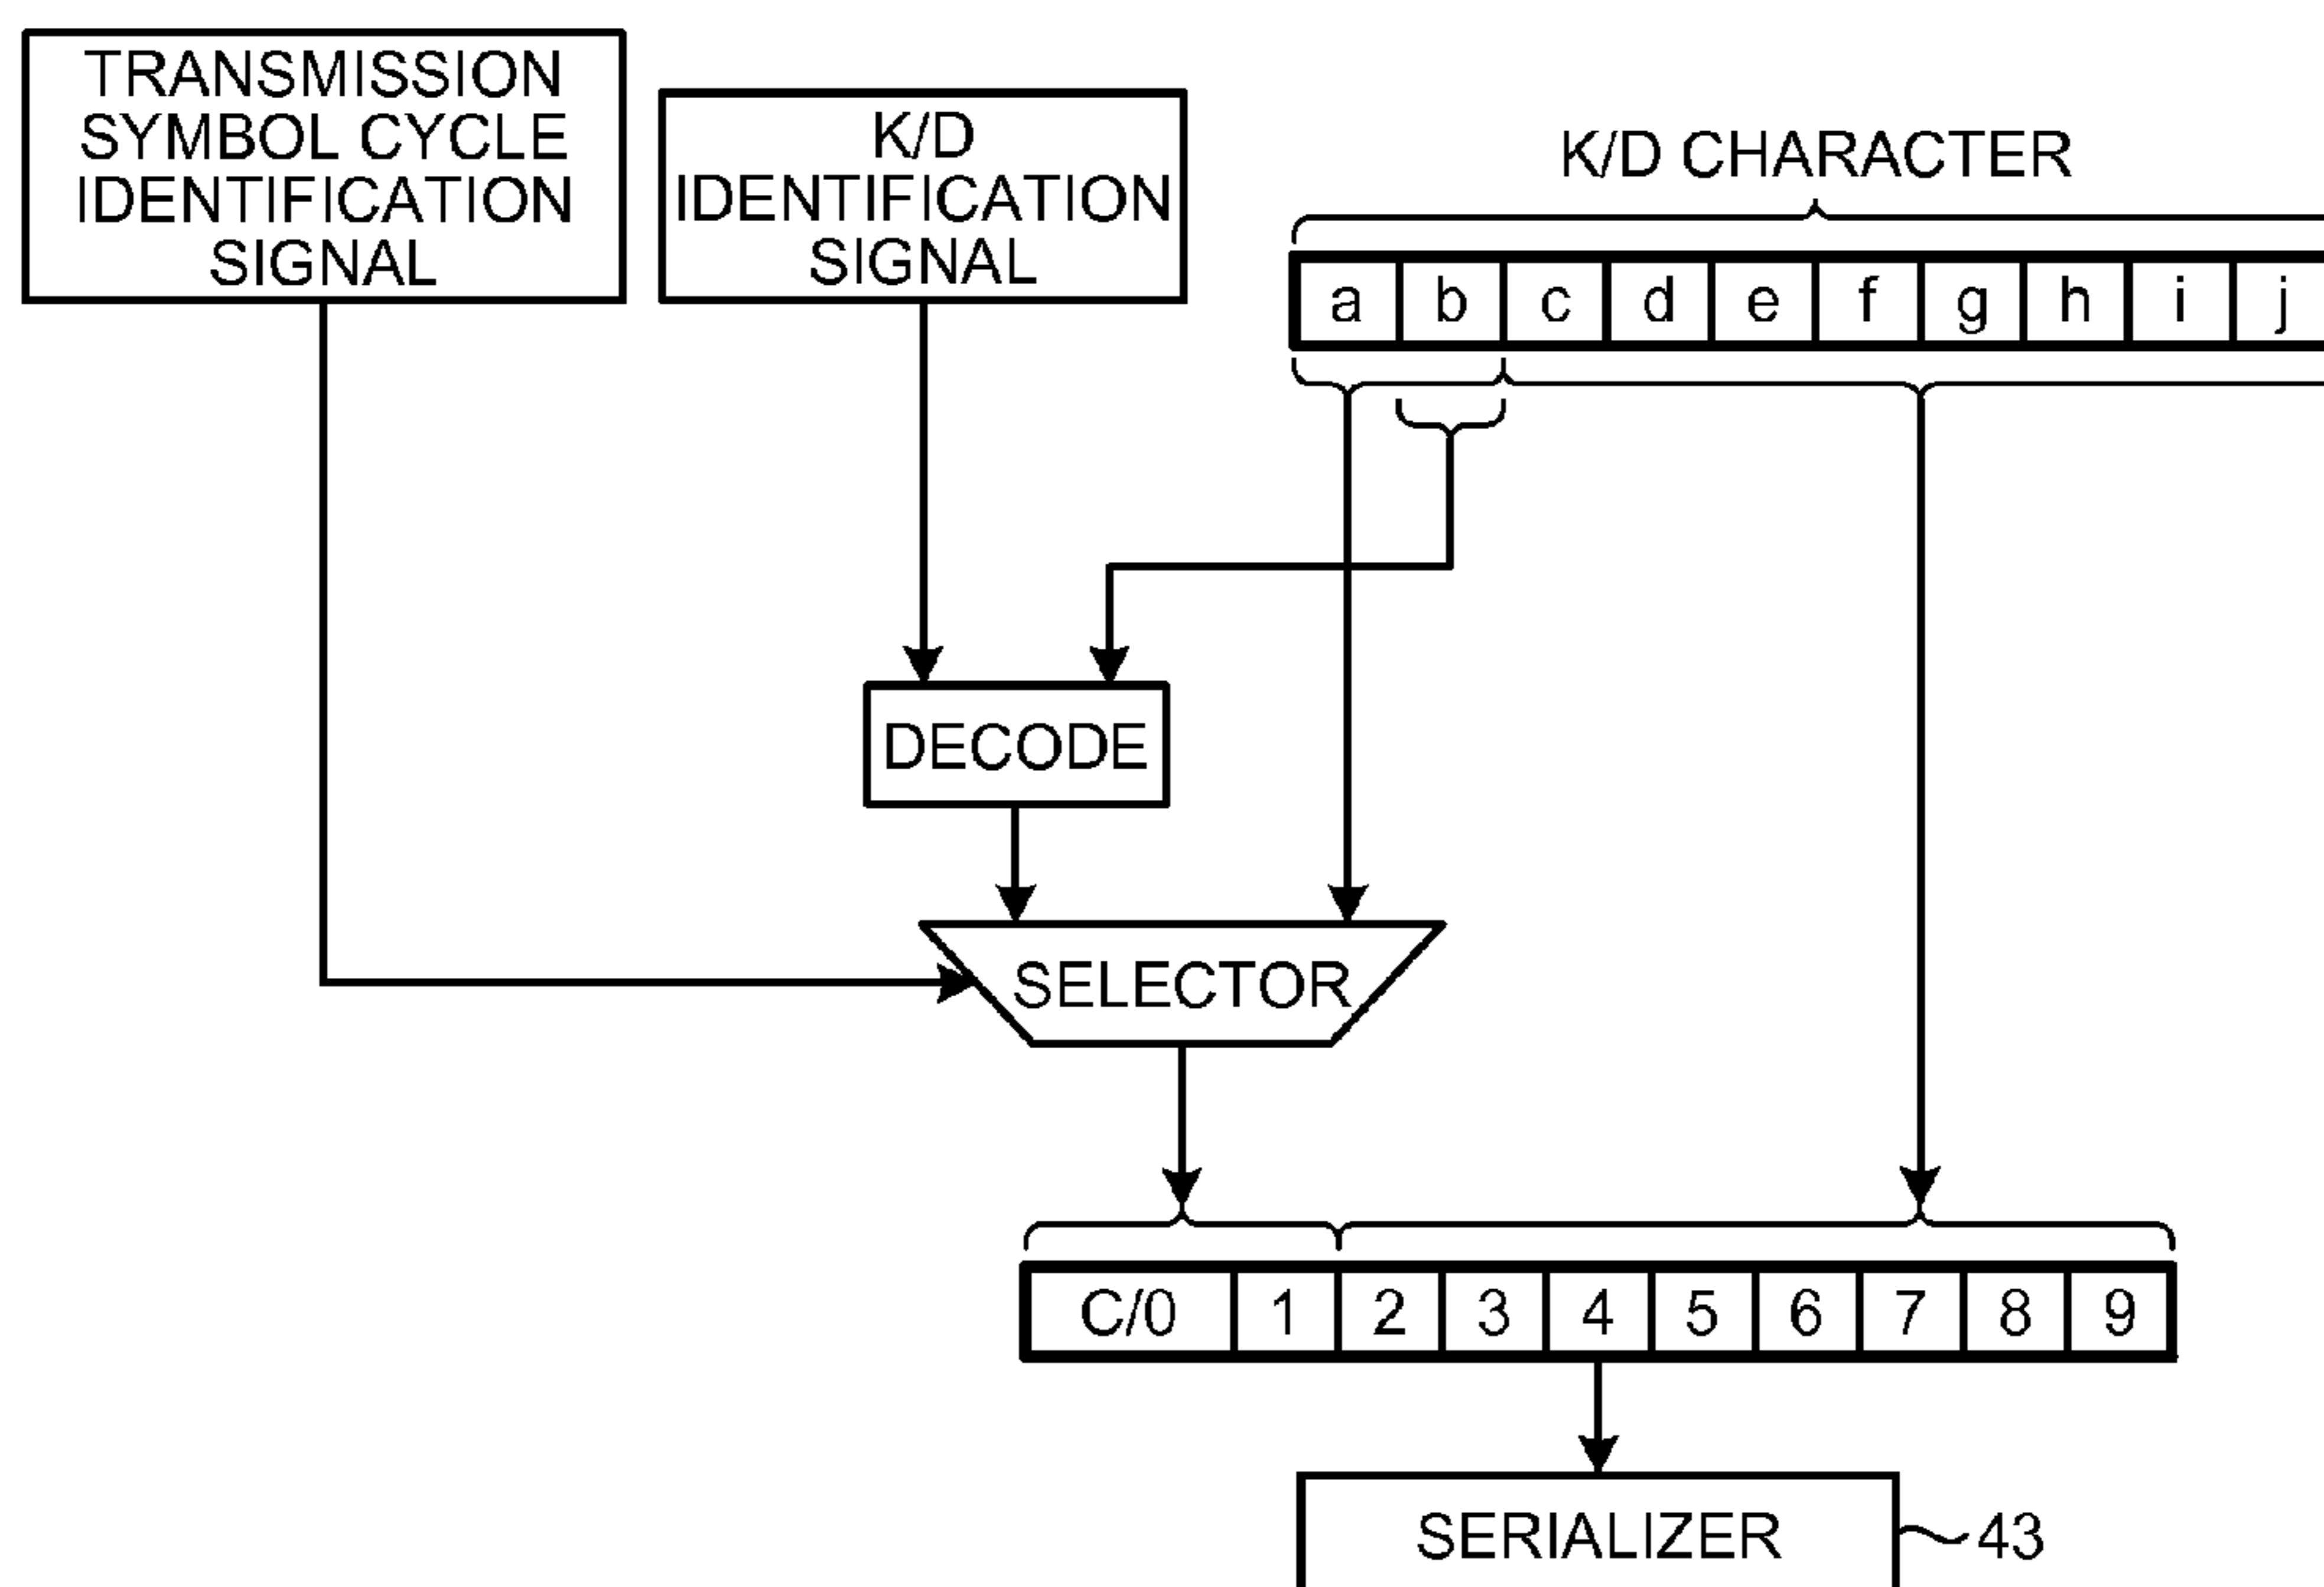 TRANSMISSION
SYMBOL CYCLE
IDENTIFICATION
SIGNAL
K/D
IDENTIFICATION
SIGNAL
K/D CHARACTER
a b c d e f g h i j
DECODE
SELECTOR
C/0 1 2 3 4 5 6 7 8 9
SERIALIZER 43